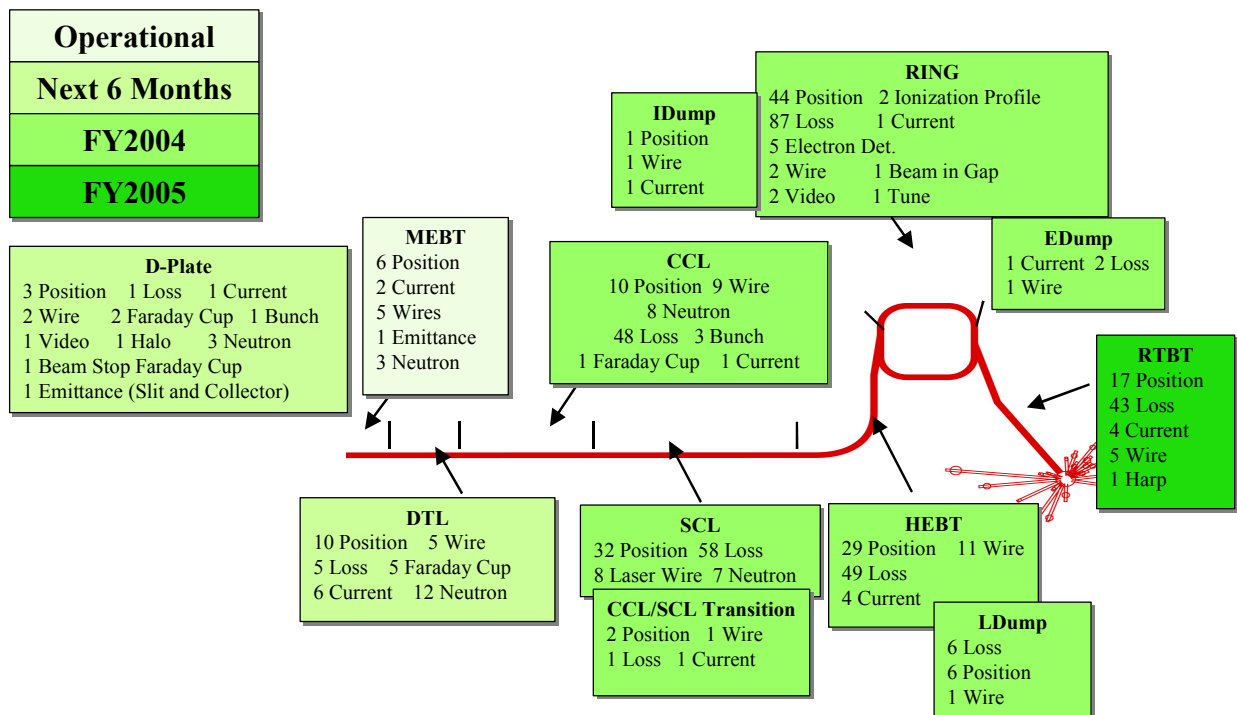 Operational
Next 6 Months
FY2004
FY2005
RING
44 Position 2 Ionization Profile
87 Loss 1 Current
5 Electron Det.
2 Wire 1 Beam in Gap
2 Video 1 Tune
IDump
1 Position
1 Wire
1 Current
EDump
1 Current 2 Loss
1 Wire
D-Plate
3 Position 1 Loss 1 Current
2 Wire 2 Faraday Cup 1 Bunch
1 Video 1 Halo 3 Neutron
1 Beam Stop Faraday Cup
1 Emittance (Slit and Collector)
MEBT
6 Position
2 Current
5 Wires
1 Emittance
3 Neutron
CCL
10 Position 9 Wire
8 Neutron
48 Loss 3 Bunch
1 Faraday Cup 1 Current
RTBT
17 Position
43 Loss
4 Current
5 Wire
1 Harp
DTL
10 Position 5 Wire
5 Loss 5 Faraday Cup
6 Current 12 Neutron
SCL
32 Position 58 Loss
8 Laser Wire 7 Neutron
CCL/SCL Transition
2 Position 1 Wire
1 Loss 1 Current
HEBT
29 Position 11 Wire
49 Loss
4 Current
LDump
6 Loss
6 Position
1 Wire